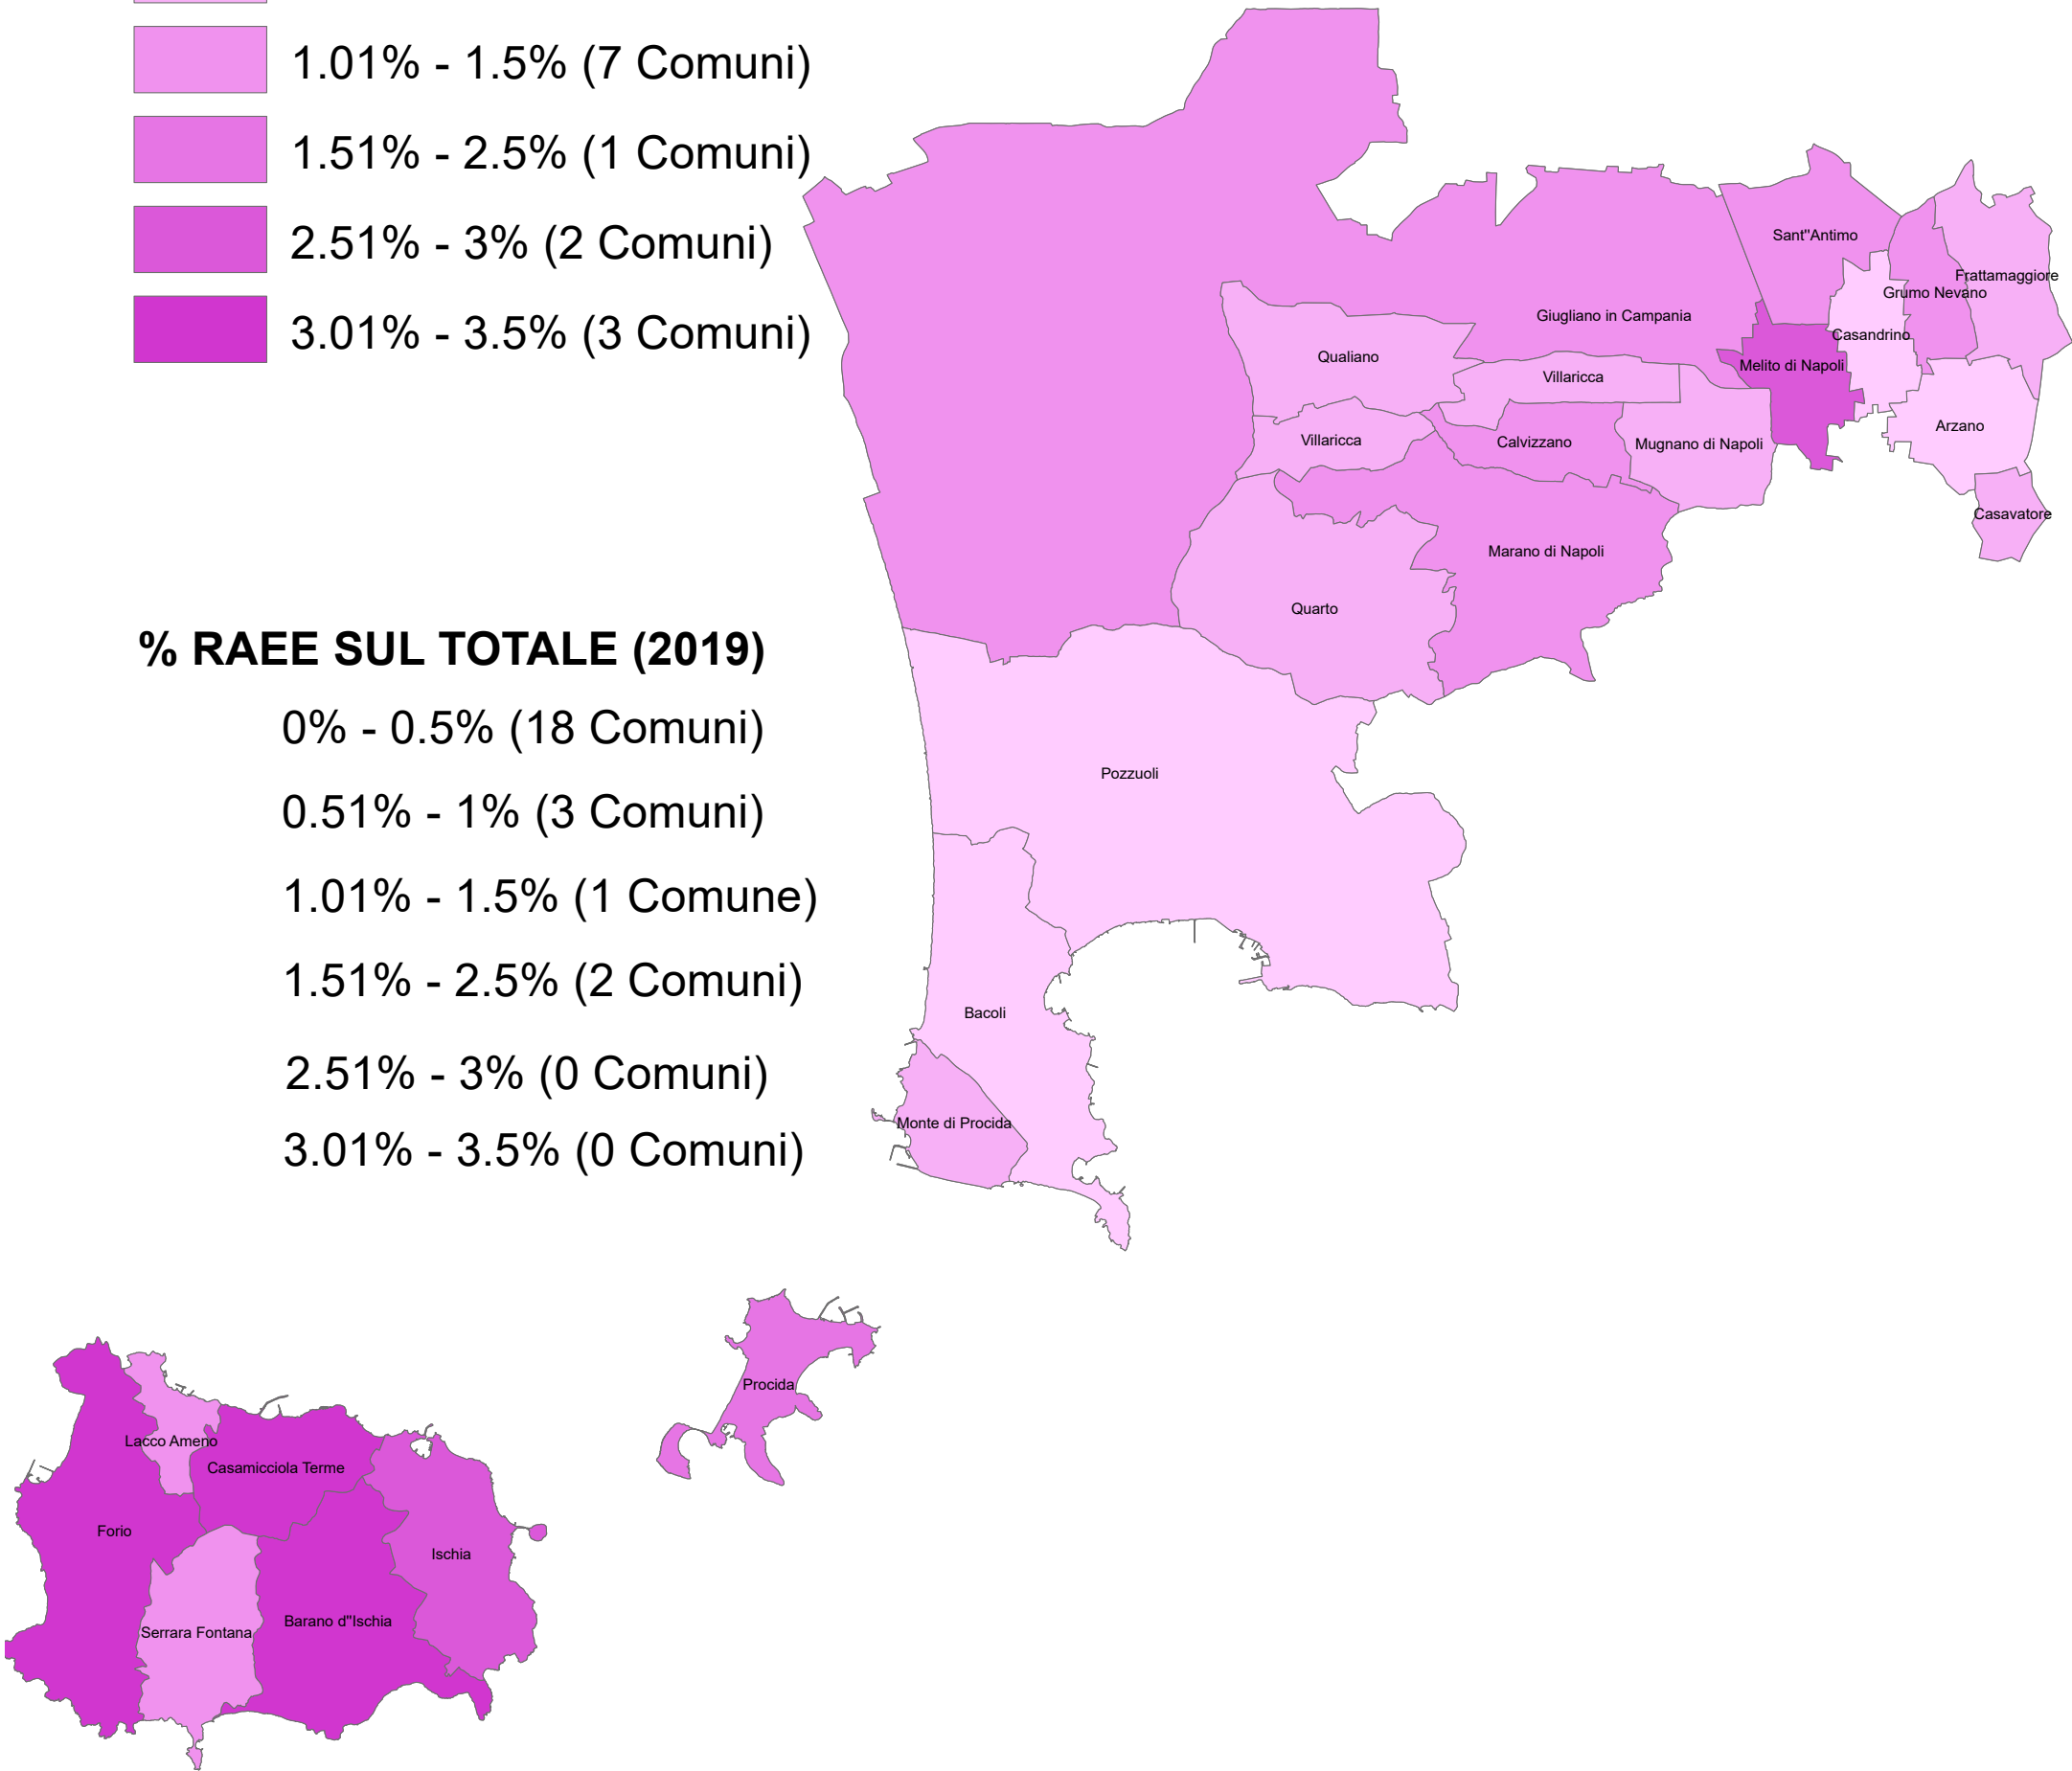 1.01% - 1.5% (7 Comuni)
1.51% - 2.5% (1 Comuni)
2.51% - 3% (2 Comuni)
3.01% - 3.5% (3 Comuni)
Sant"Antimo
Frattamaggiore
Grumo Nevano
Giugliano in Campania
Casandrino
Qualiano
Melito di Napoli
Villaricca
Arzano
Villaricca
Calvizzano
Mugnano di Napoli
Casavatore
Marano di Napoli
Quarto
% RAEE SUL TOTALE (2019)
0% - 0.5% (18 Comuni)
0.51% - 1% (3 Comuni)
1.01% - 1.5% (1 Comune)
1.51% - 2.5% (2 Comuni)
2.51% - 3% (0 Comuni)
3.01% - 3.5% (0 Comuni)
Pozzuoli
Bacoli
Monte di Procida
Procida
Lacco Ameno
Casamicciola Terme
Forio
Ischia
Barano d"Ischia
Serrara Fontana